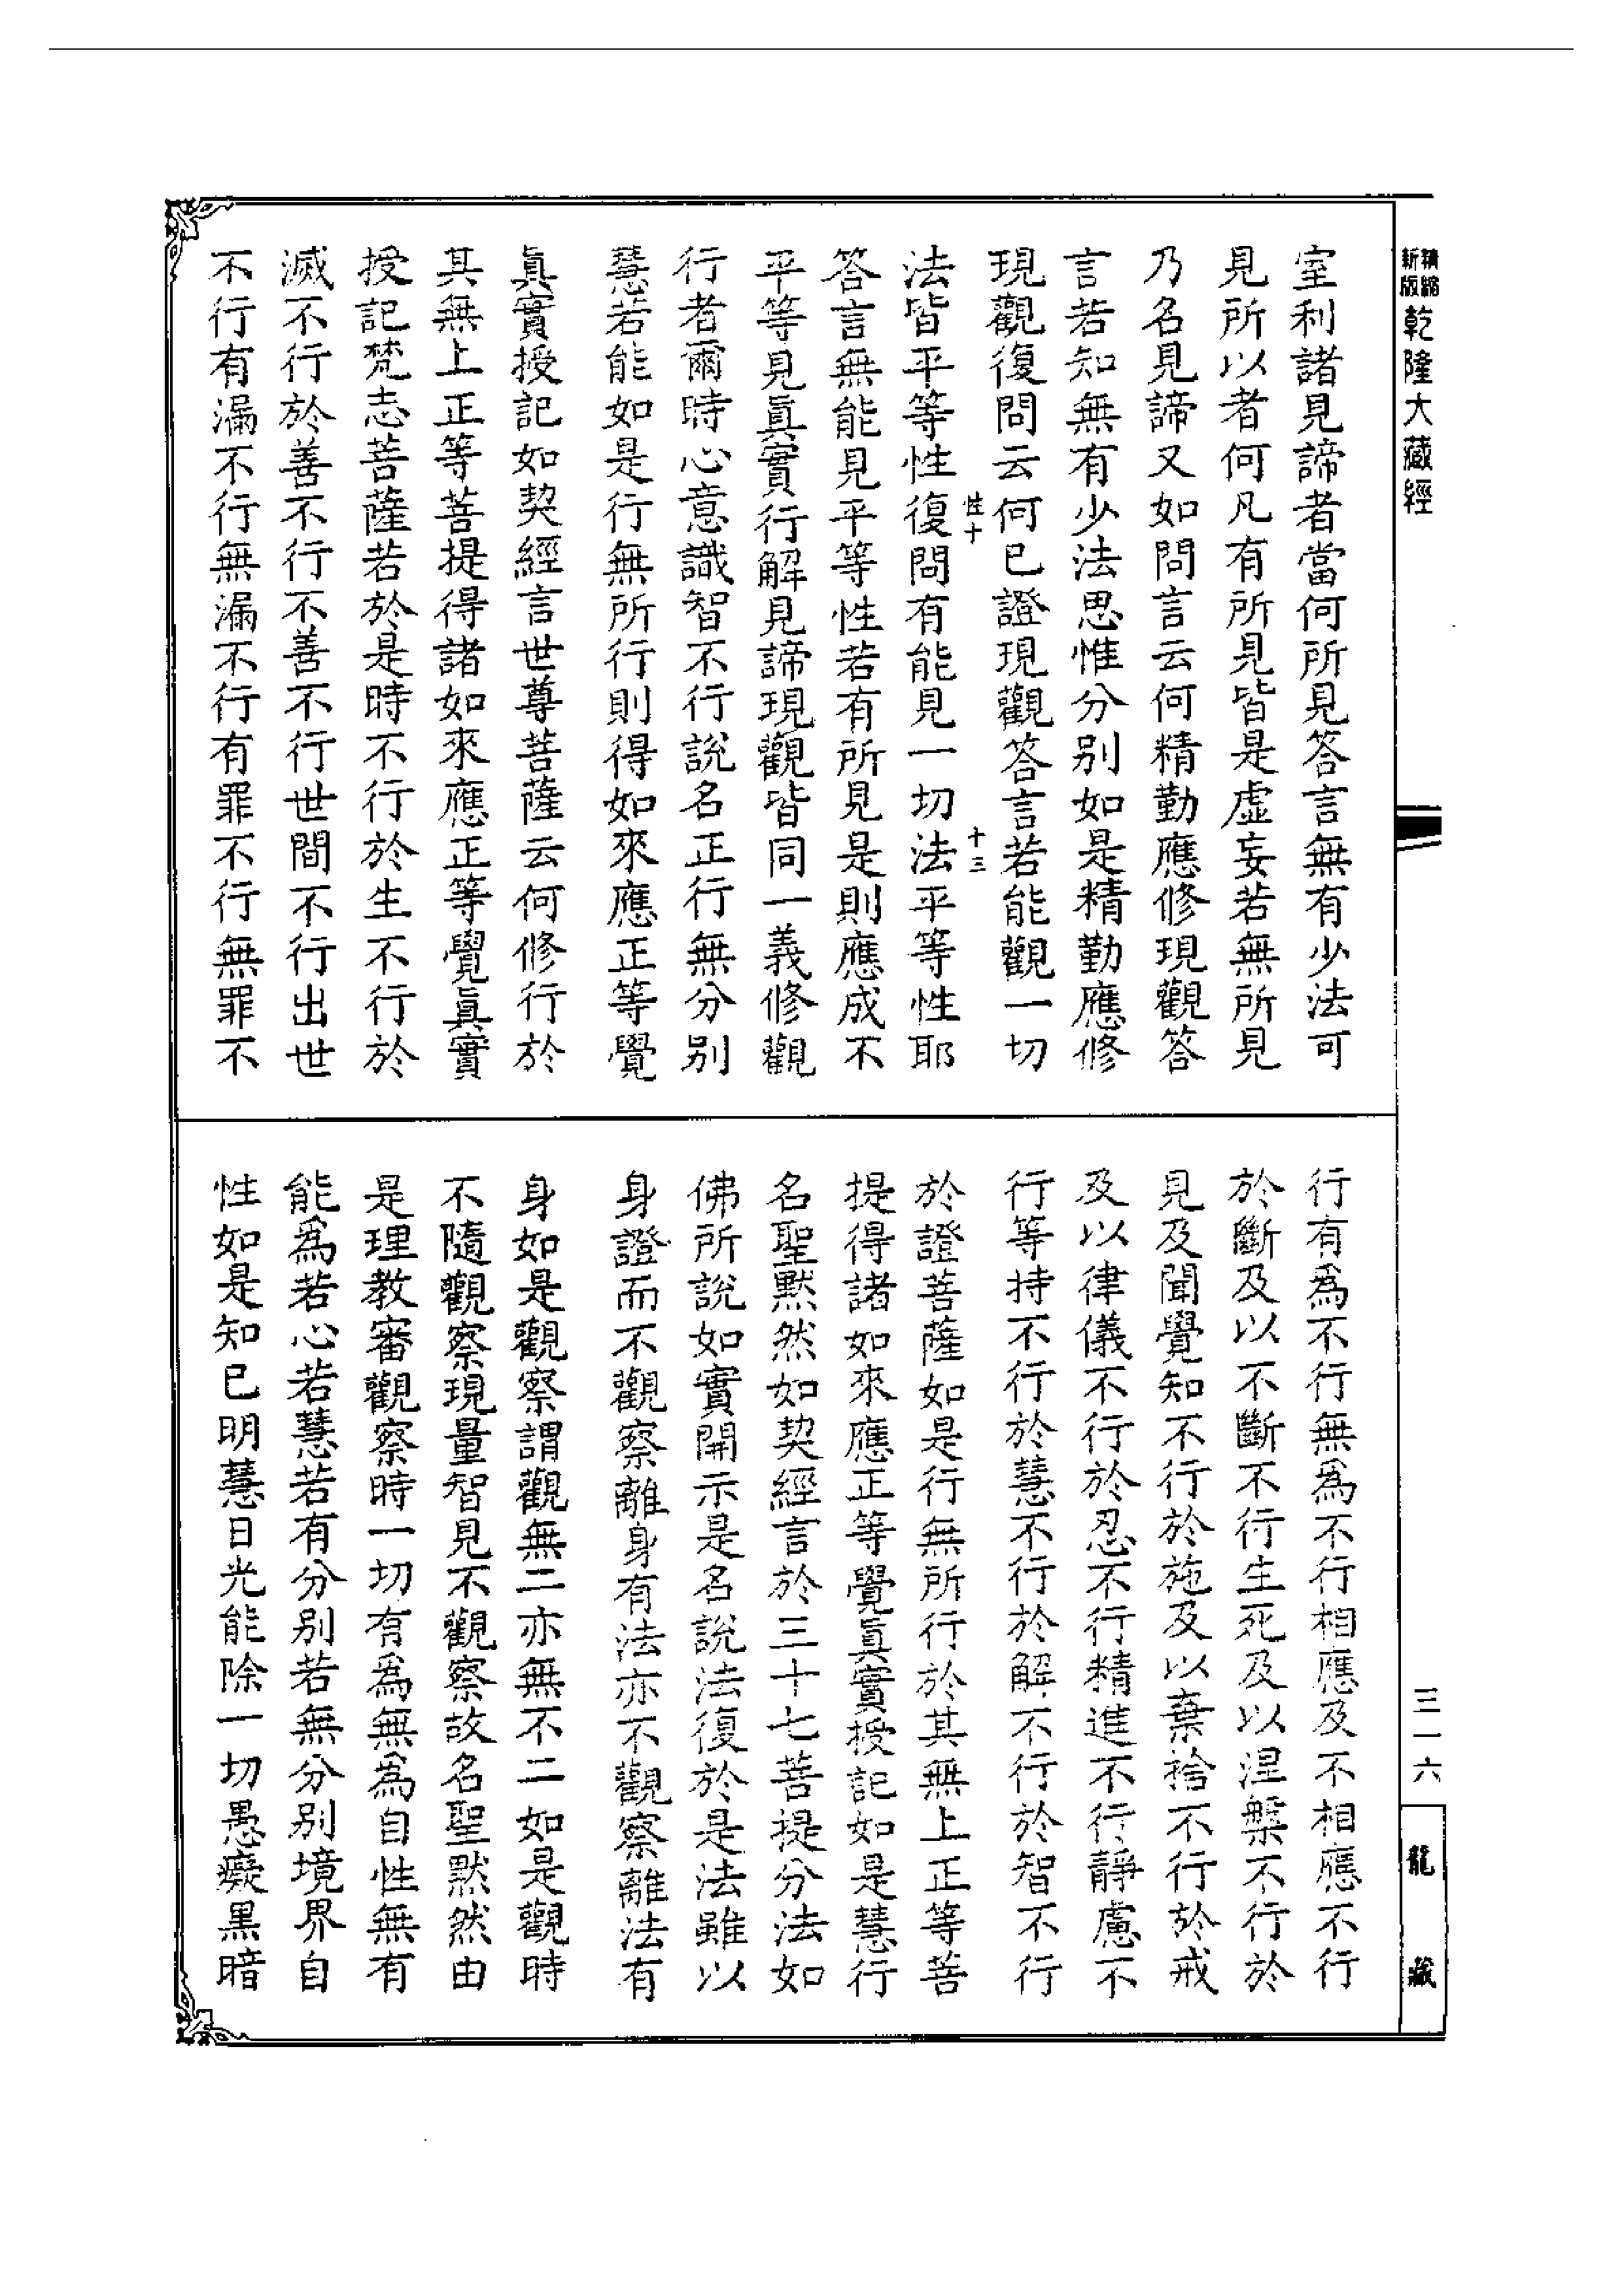 精縮新版乾隆大藏經
室利諸見諦者當何所見答言無有少法可
見所以者何凡有所見皆是虛妄若無所見
乃名見諦又如問言云何精勤應修現觀答
言若知無有少法思惟分別如是精勤應修
現觀復問云何已證現觀答言若能觀一切
性十
十三
法皆平等性復問有能見一切法平等性耶
答言無能見平等性若有所見是則應成不
平等見真實行解見諦現觀皆同一義修觀
行者爾時心意識智不行說名正行無分別
慧若能如是行無所行則得如來應正等覺
真實授記如契經言世尊菩薩云何修行於
其無上正等菩提得諸如來應正等覺真實
授記梵志菩薩若於是時不行於生不行於
滅不行於善不行不善不行世間不行出世
不行有漏不行無漏不行有罪不行無罪不
行有為不行無為不行相應及不相應不行
於斷及以不斷不行生死及以涅槃不行於
見及聞覺知不行於施及以棄捨不行於戒
及以律儀不行於忍不行精進不行靜慮不
行等持不行於慧不行於解不行於智不行
於證菩薩如是行無所行於其無上正等菩
提得諸如來應正等覺真實授記如是慧行
名聖默然如契經言於三十七菩提分法如
佛所說如實開示是名說法復於是法雖以
身證而不觀察離身有法亦不觀察離法有
身如是觀察謂觀無二亦無不二如是觀時
不隨觀察現量智見不觀察故名聖默然由
是理教審觀察時一切有為無為自性無有
能為若心若慧若有分別若無分別境界自
性如是知已明慧日光能除一切愚癡黑暗
三一六
龍藏